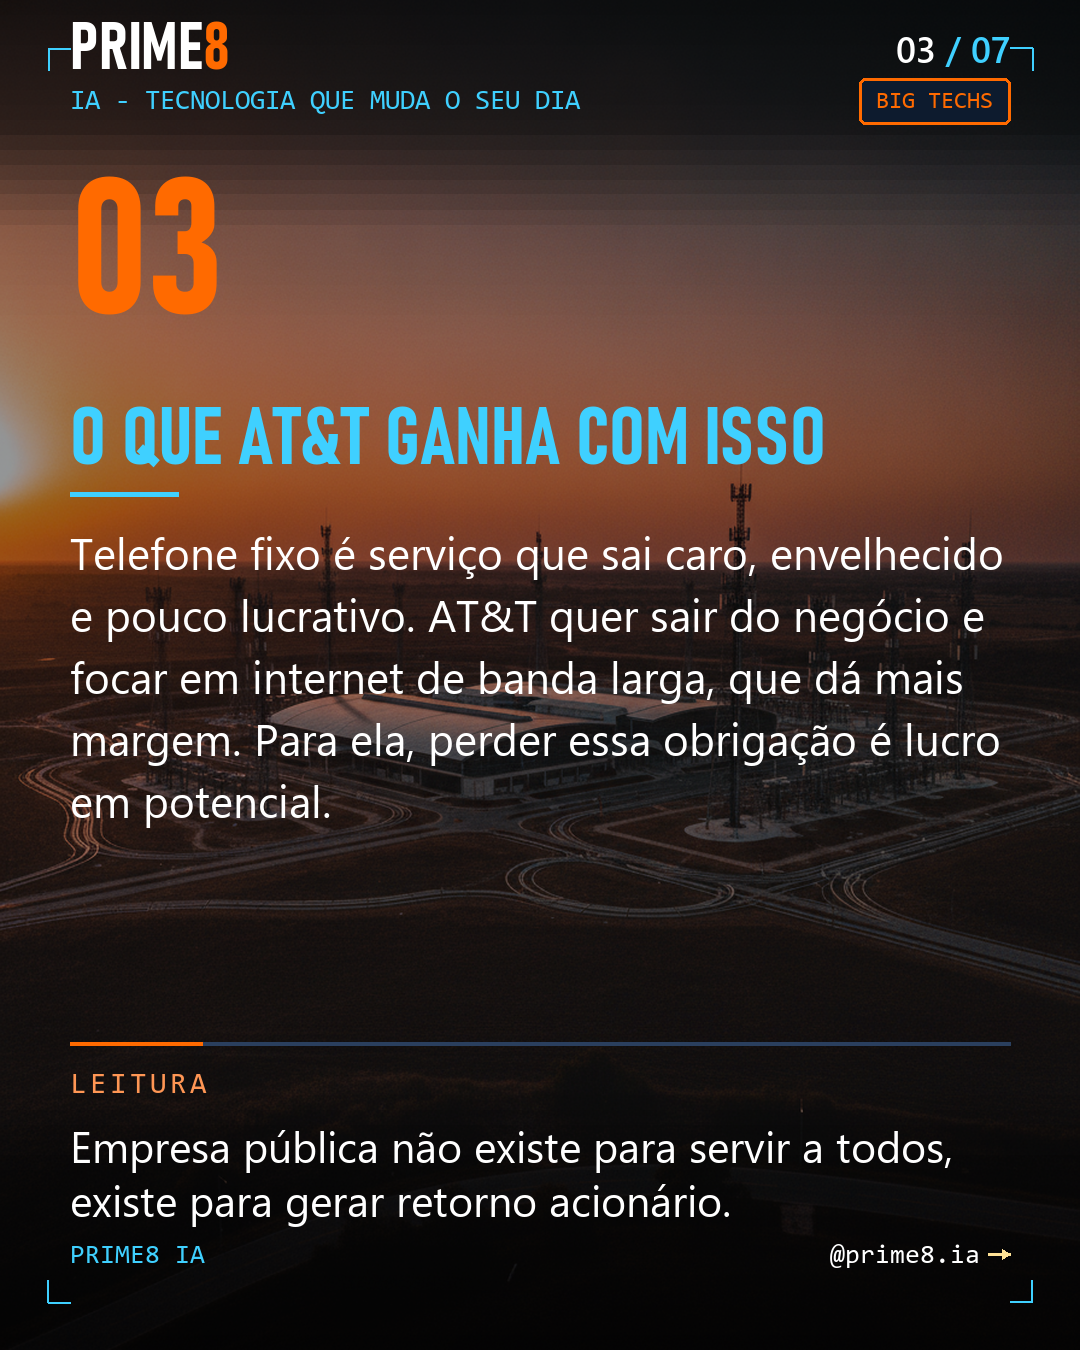 PRIME8
03 / 07
IA - TECNOLOGIA QUE MUDA O SEU DIA
BIG TECHS
03
O QUE AT&T GANHA COM ISSO
Telefone fixo é serviço que sai caro, envelhecido
e pouco lucrativo. AT&T quer sair do negócio e
focar em internet de banda larga, que dá mais
margem. Para ela, perder essa obrigação é lucro
em potencial.
LEITURA
Empresa pública não existe para servir a todos,
existe para gerar retorno acionário.
PRIME8 IA
@prime8.ia